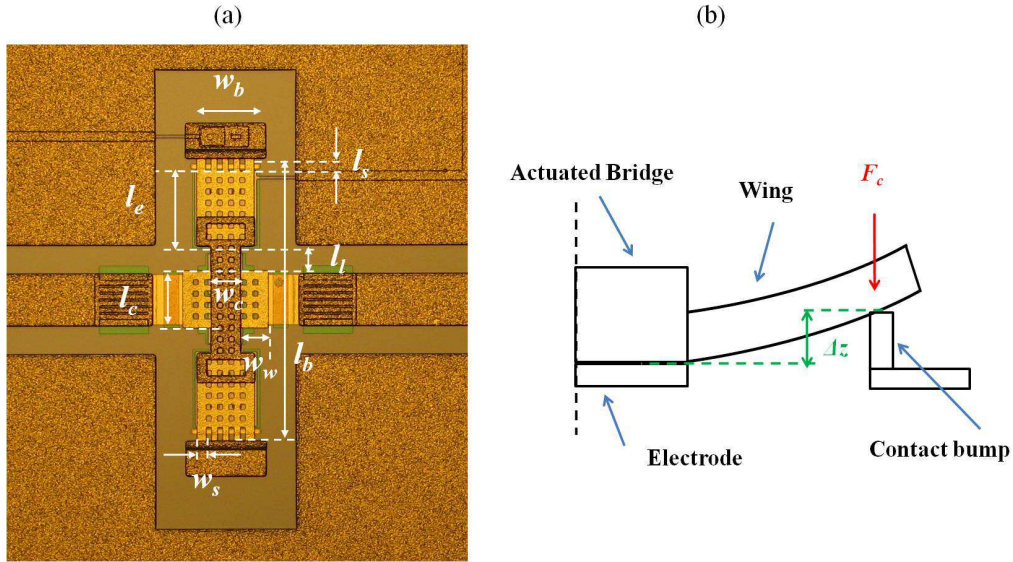 (a)
(b)
w_b
l_s
l_e
l_l
l_c
w_c
w_w
l_b
w_s
Actuated Bridge
Wing
F_c
Δz
Electrode
Contact bump